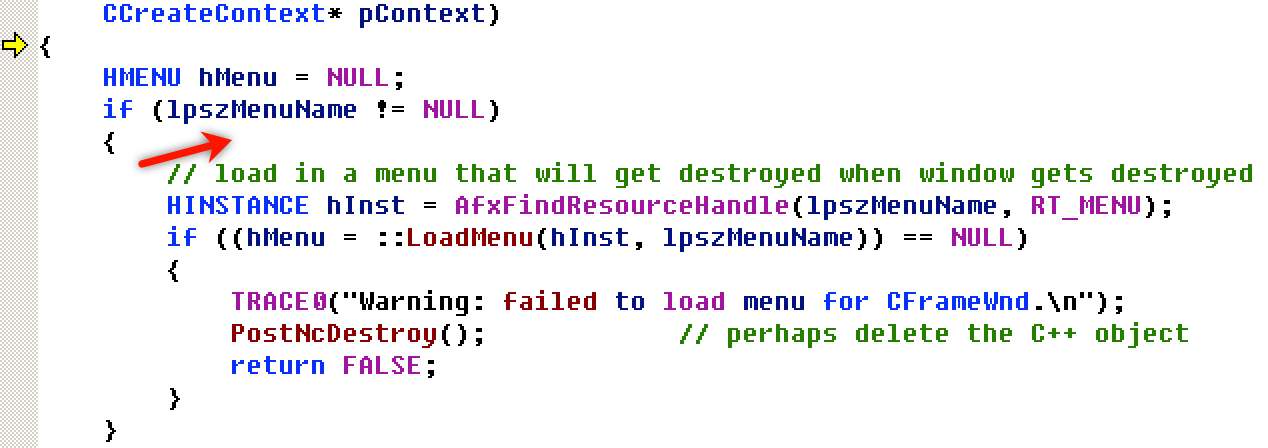 CCreateContext* pContext)
{
HMENU hMenu = NULL;
if (lpszMenuName != NULL)
{
// load in a menu that will get destroyed when window gets destroyed
HINSTANCE hInst = AfxFindResourceHandle(lpszMenuName, RT_MENU);
if ((hMenu = ::LoadMenu(hInst, lpszMenuName)) == NULL)
{
TRACE0("Warning: failed to load menu for CFrameWnd.\n");
PostNcDestroy();            // perhaps delete the C++ object
return FALSE;
}
}